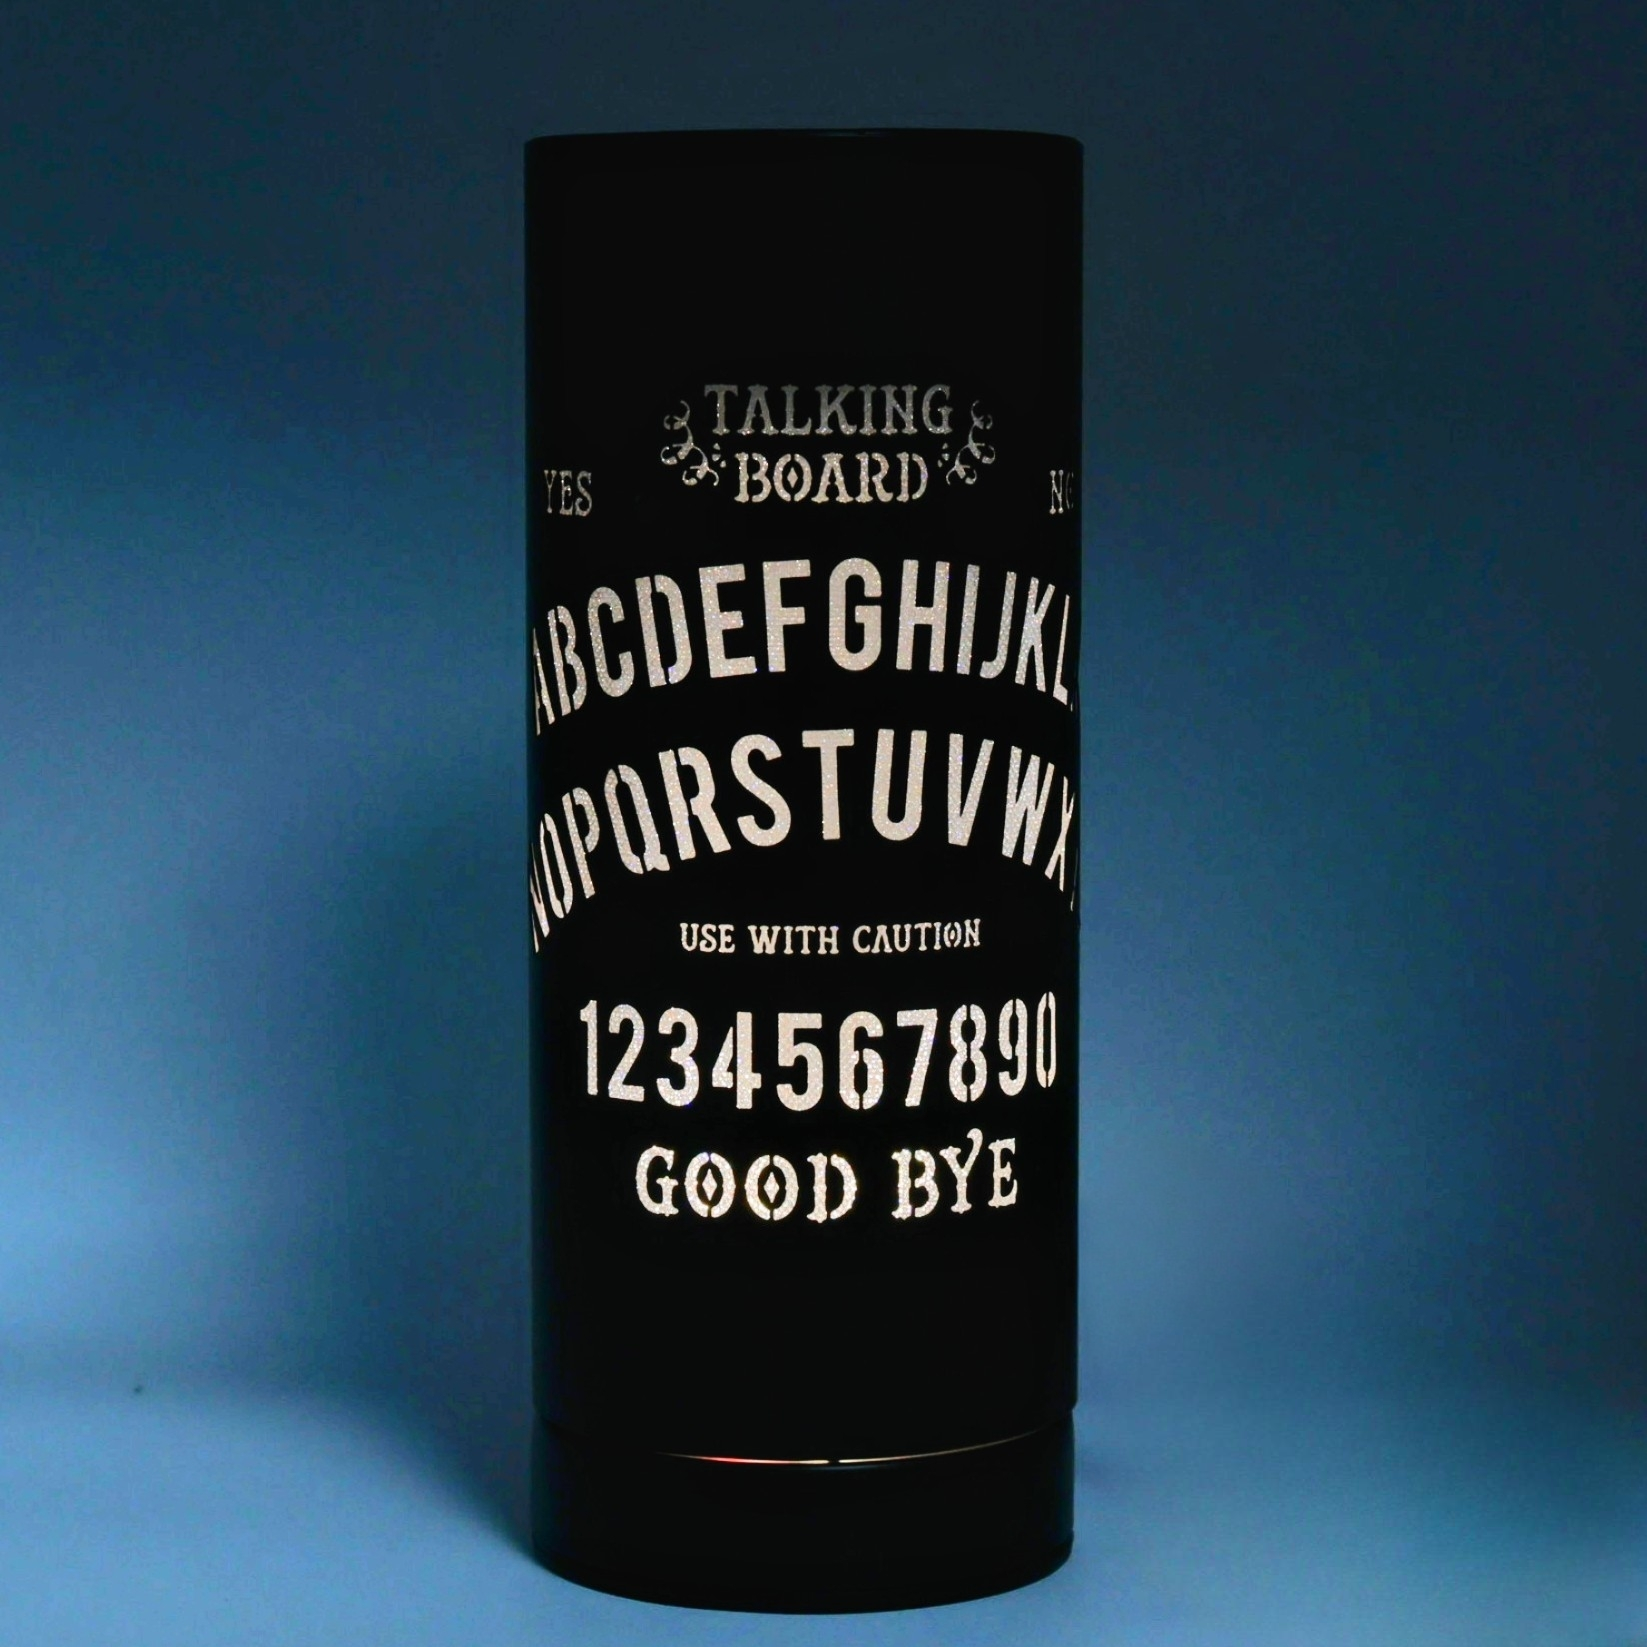 TALKING
BOARD
YES
ABCDEFGHIJKL
NOPQRSTUVWX
USE WITH CAUTION
1234567890
GOOD BYE